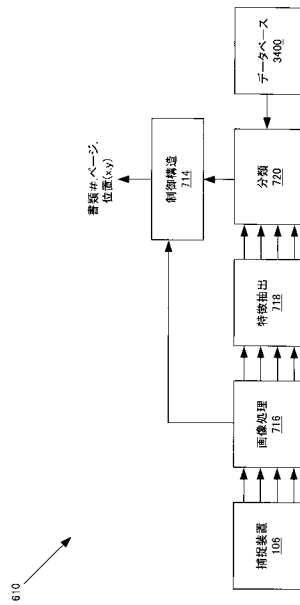 610
書類#,ページ,
位置(x,y)
制御構造
714
捕捉装置
106
画像処理
716
特徴抽出
718
分類
720
データベース
3400